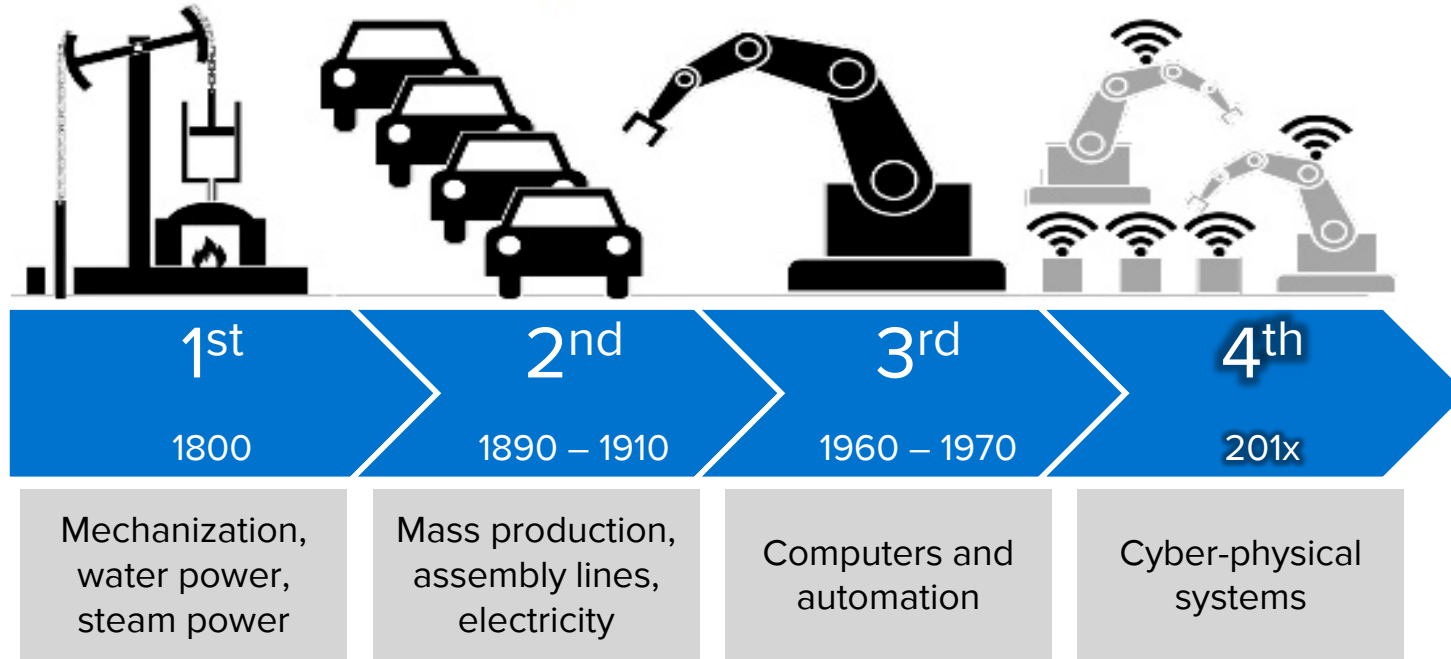 1st
2nd
3rd
4th
1800
1890 – 1910
1960 – 1970
201x
Mechanization,
water power,
steam power
Mass production,
assembly lines,
electricity
Computers and
automation
Cyber-physical
systems